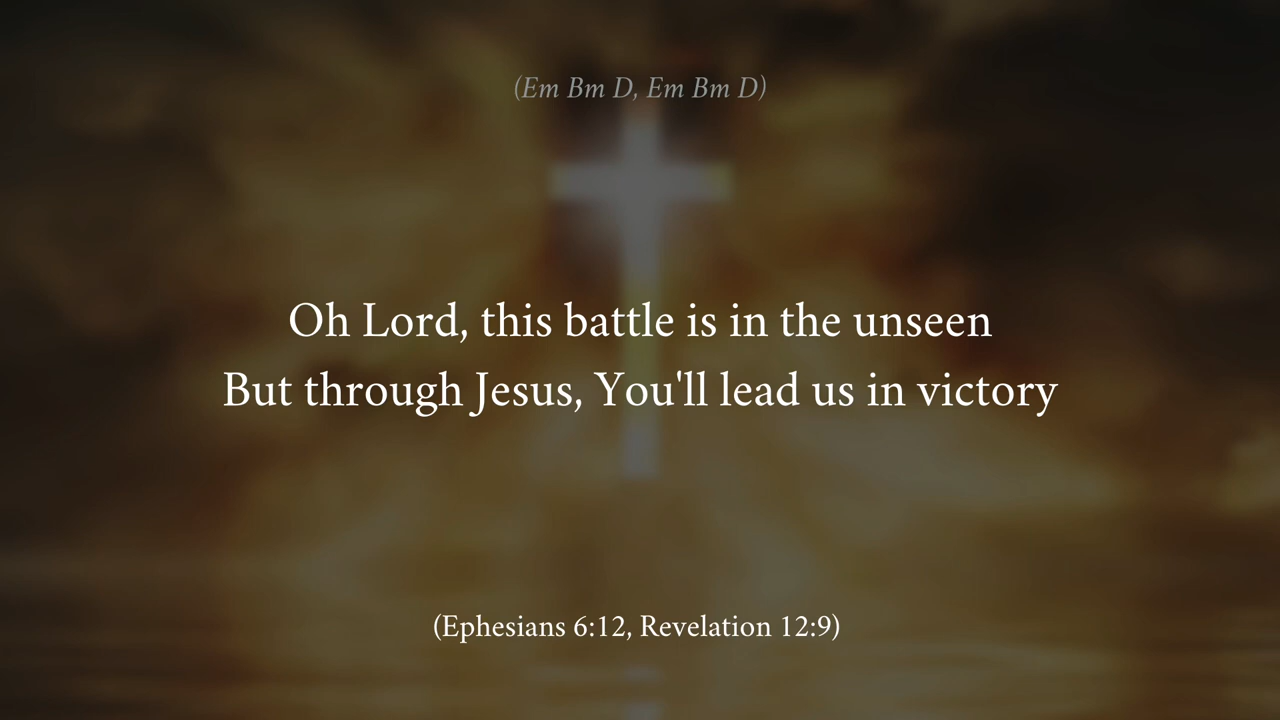 (Em Bm D, Em Bm D)
Oh Lord, this battle is in the unseen
But through Jesus, You'll lead us in victory
(Ephesians 6:12, Revelation 12:9)